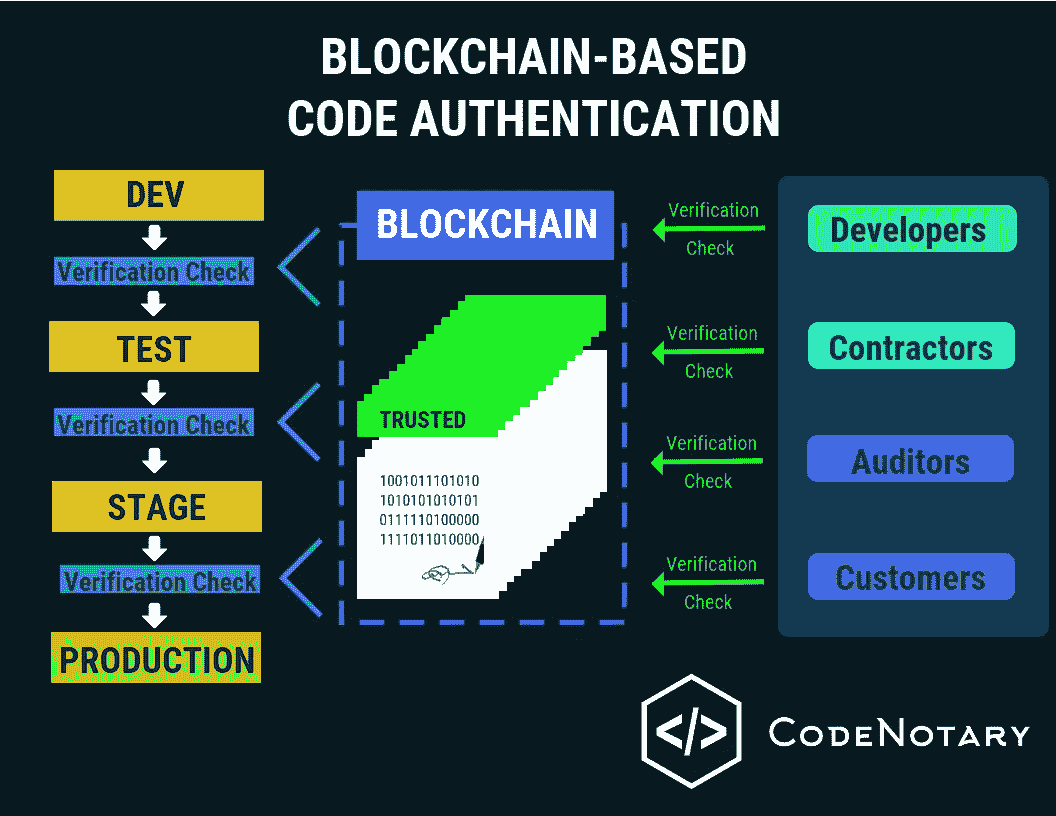 BLOCKCHAIN-BASED
CODE AUTHENTICATION
DEV
Verification Check
TEST
Verification Check
STAGE
Verification Check
PRODUCTION
BLOCKCHAIN
TRUSTED
1001011101010
1010101010101
0111110100000
1111011010000
Verification
Check
Verification
Check
Verification
Check
Verification
Check
Developers
Contractors
Auditors
Customers
</> CODENOTARY